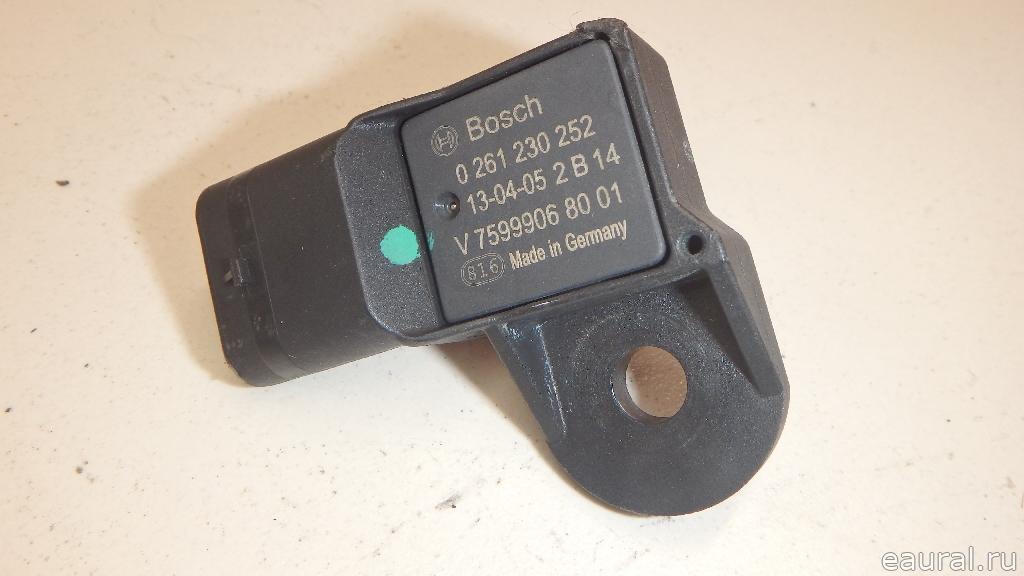 Bosch
0 261 230 252
13-04-05 2 B 14
V 7599906 80 01
816 Made in Germany
eaural.ru